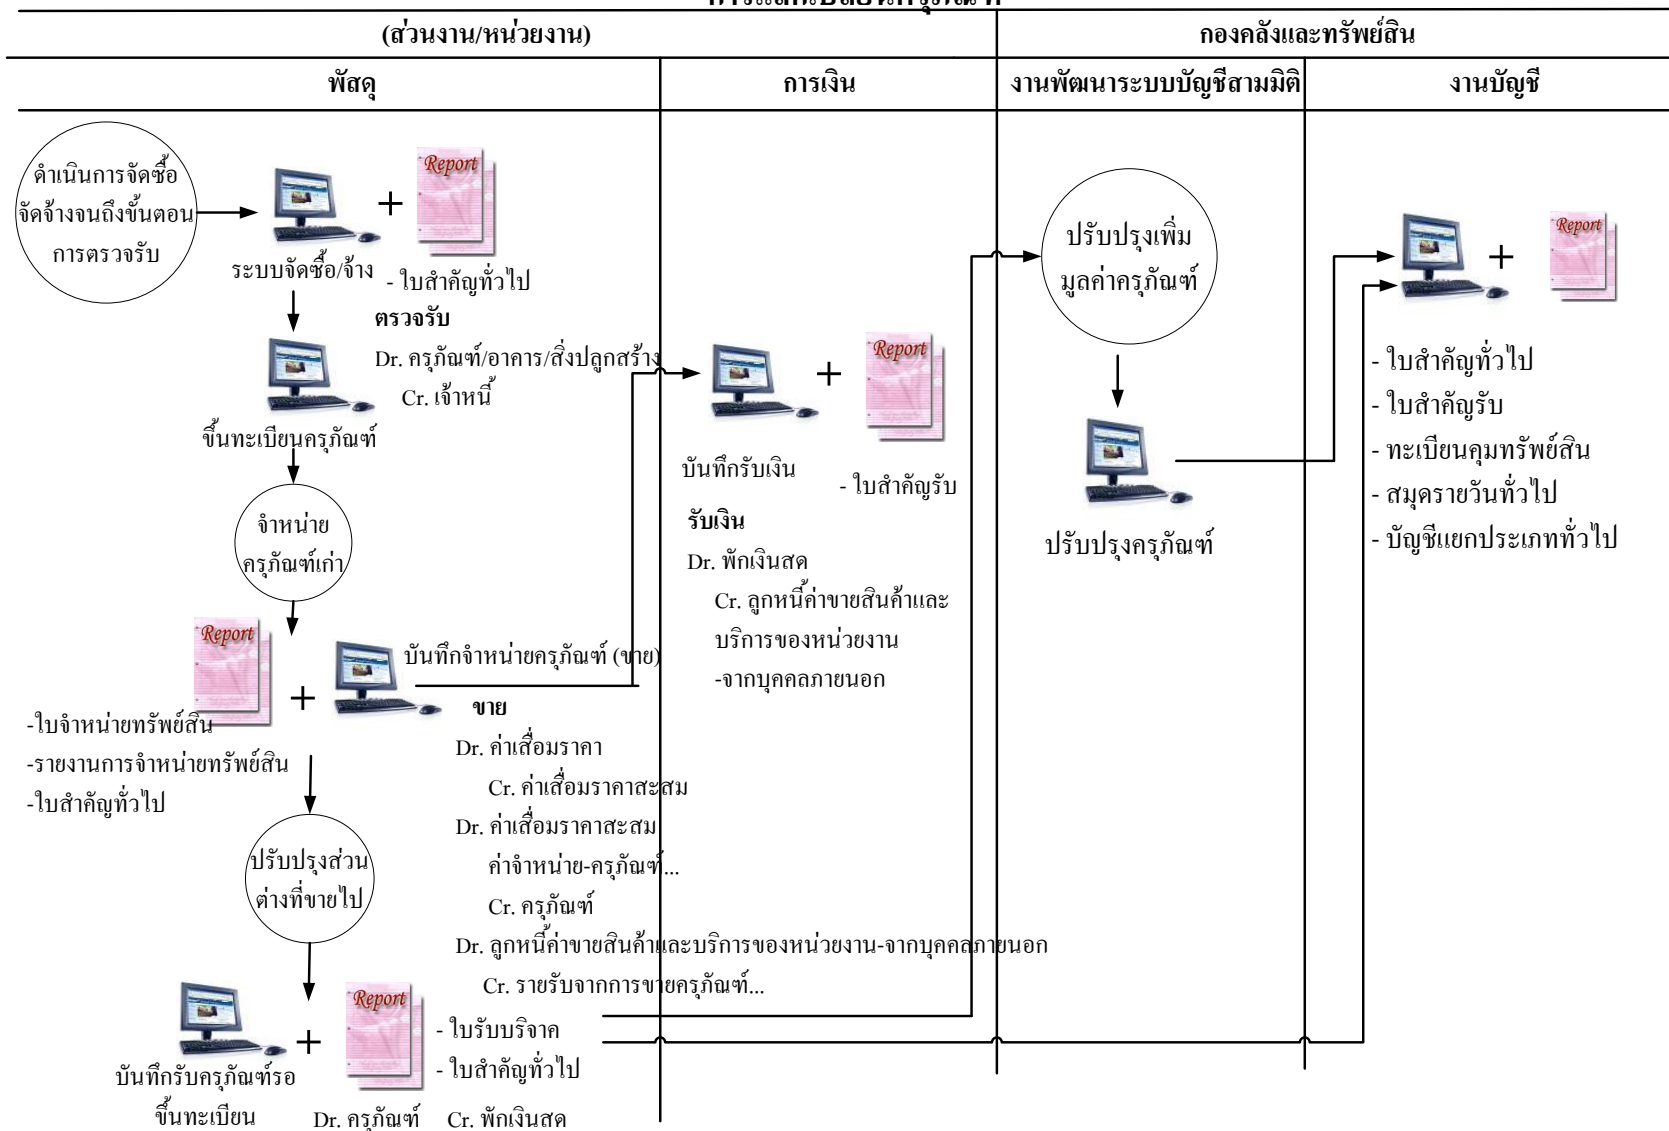 การแลกเปลี่ยนครุภัณฑ์
(ส่วนงาน/หน่วยงาน)
กองคลังและทรัพย์สิน
พัสดุ
การเงิน
งานพัฒนาระบบบัญชีสามมิติ
งานบัญชี
ดำเนินการจัดซื้อ
จัดจ้างจนถึงขั้นตอน
การตรวจรับ
Report
+
ระบบจัดซื้อ/จ้าง
- ใบสำคัญทั่วไป
ตรวจรับ
Dr. ครุภัณฑ์/อาคาร/สิ่งปลูกสร้าง
Cr. เจ้าหนี้
ขึ้นทะเบียนครุภัณฑ์
จำหน่าย
ครุภัณฑ์เก่า
Report
+
บันทึกจำหน่ายครุภัณฑ์ (ขาย)
-ใบจำหน่ายทรัพย์สิน
-รายงานการจำหน่ายทรัพย์สิน
-ใบสำคัญทั่วไป
ขาย
Dr. ค่าเสื่อมราคา
Cr. ค่าเสื่อมราคาสะสม
Dr. ค่าเสื่อมราคาสะสม
ค่าจำหน่าย-ครุภัณฑ์...
Cr. ครุภัณฑ์
Dr. ลูกหนี้ค่าขายสินค้าและบริการของหน่วยงาน-จากบุคคลภายนอก
Cr. รายรับจากการขายครุภัณฑ์...
ปรับปรุงส่วน
ต่างที่ขายไป
+
Report
- ใบรับบริจาค
- ใบสำคัญทั่วไป
บันทึกรับครุภัณฑ์รอ
ขึ้นทะเบียน
Dr. ครุภัณฑ์ Cr. พักเงินสด
+
Report
บันทึกรับเงิน
- ใบสำคัญรับ
รับเงิน
Dr. พักเงินสด
Cr. ลูกหนี้ค่าขายสินค้าและ
บริการของหน่วยงาน
-จากบุคคลภายนอก
ปรับปรุงเพิ่ม
มูลค่าครุภัณฑ์
ปรับปรุงครุภัณฑ์
+
Report
- ใบสำคัญทั่วไป
- ใบสำคัญรับ
- ทะเบียนคุมทรัพย์สิน
- สมุดรายวันทั่วไป
- บัญชีแยกประเภททั่วไป